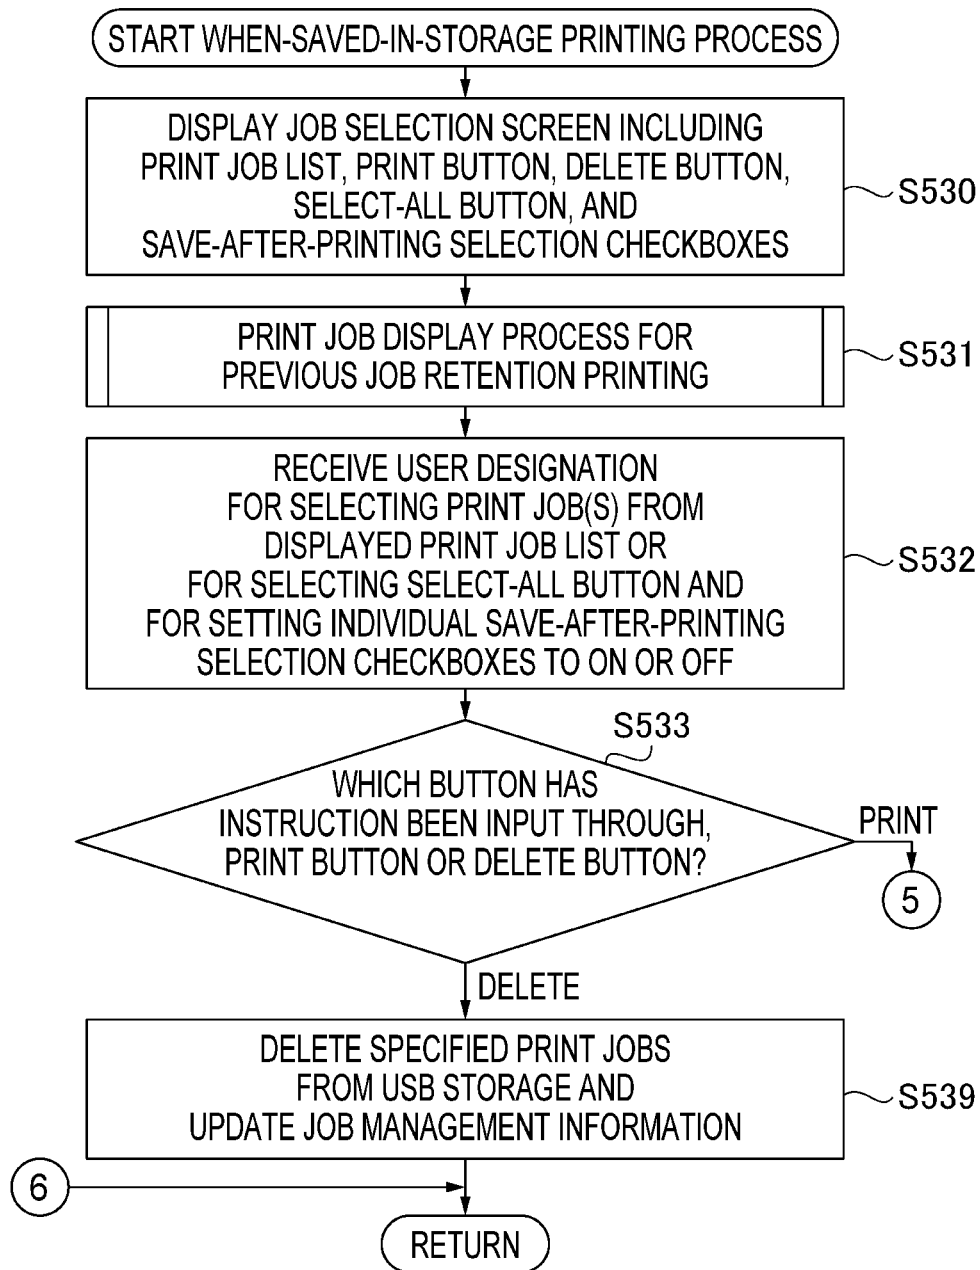 START WHEN-SAVED-IN-STORAGE PRINTING PROCESS
DISPLAY JOB SELECTION SCREEN INCLUDING
PRINT JOB LIST, PRINT BUTTON, DELETE BUTTON,
SELECT-ALL BUTTON, AND
SAVE-AFTER-PRINTING SELECTION CHECKBOXES
S530
PRINT JOB DISPLAY PROCESS FOR
PREVIOUS JOB RETENTION PRINTING
S531
RECEIVE USER DESIGNATION
FOR SELECTING PRINT JOB(S) FROM
DISPLAYED PRINT JOB LIST OR
FOR SELECTING SELECT-ALL BUTTON AND
FOR SETTING INDIVIDUAL SAVE-AFTER-PRINTING
SELECTION CHECKBOXES TO ON OR OFF
S532
S533
WHICH BUTTON HAS
INSTRUCTION BEEN INPUT THROUGH,
PRINT BUTTON OR DELETE BUTTON?
PRINT
5
DELETE
DELETE SPECIFIED PRINT JOBS
FROM USB STORAGE AND
UPDATE JOB MANAGEMENT INFORMATION
S539
6
RETURN